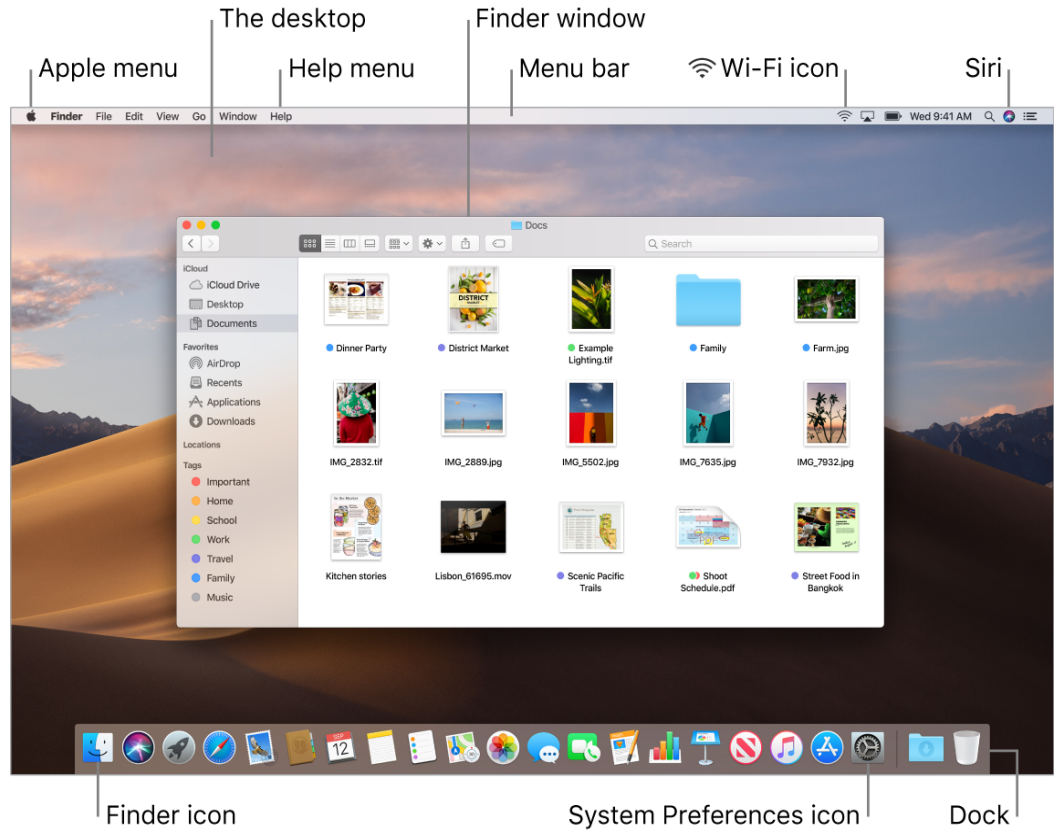 The desktop
Finder window
Apple menu
Help menu
Menu bar
Wi-Fi icon
Siri
Finder File Edit View Go Window Help
Wed 9:41 AM
Docs
Search
iCloud
iCloud Drive
Desktop
Documents
Favorites
AirDrop
Recents
Applications
Downloads
Locations
Tags
Important
Home
School
Work
Travel
Family
Music
DISTRICT
MARKET
Dinner Party
District Market
Example
Lighting.tif
Family
Farm.jpg
IMG_2832.tif
IMG_2889.jpg
IMG_5502.jpg
IMG_7635.jpg
IMG_7932.jpg
Kitchen stories
Lisbon_61695.mov
Scenic Pacific
Trails
Shoot
Schedule.pdf
Street Food in
Bangkok
SEP
12
Finder icon
System Preferences icon
Dock